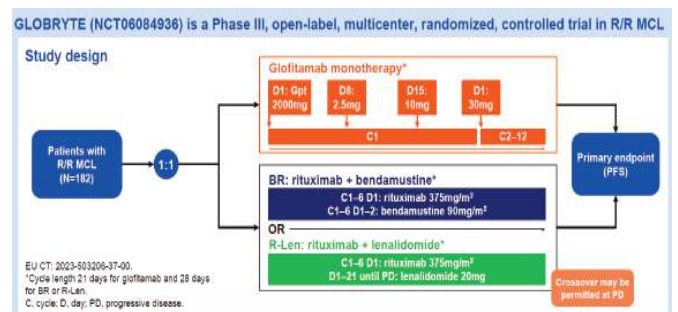 GLOBRYTE (NCT06084936) is a Phase III, open-label, multicenter, randomized, controlled trial in R/R MCL
Study design
Glofitamab monotherapy*
D1: Gpt
2000mg
D8:
2.5mg
D15:
10mg
D1:
30mg
C1
C2–12
Patients with
R/R MCL
(N=182)
1:1
Primary endpoint
(PFS)
BR: rituximab + bendamustine*
C1–6 D1: rituximab 375mg/m²
C1–6 D1–2: bendamustine 90mg/m²
OR
R-Len: rituximab + lenalidomide*
C1–6 D1: rituximab 375mg/m²
D1–21 until PD: lenalidomide 20mg
Crossover may be
permitted at PD
EU CT: 2023-503206-37-00.
*Cycle length 21 days for glofitamab and 28 days
for BR or R-Len.
C, cycle; D, day; PD, progressive disease.